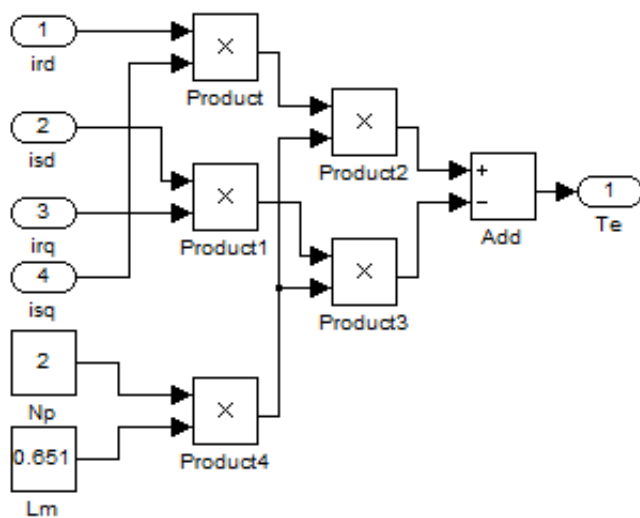 1
ird
2
isd
3
irq
4
isq
2
Np
0.651
Lm
×
Product
×
Product1
×
Product4
×
Product2
×
Product3
+
−
Add
1
Te